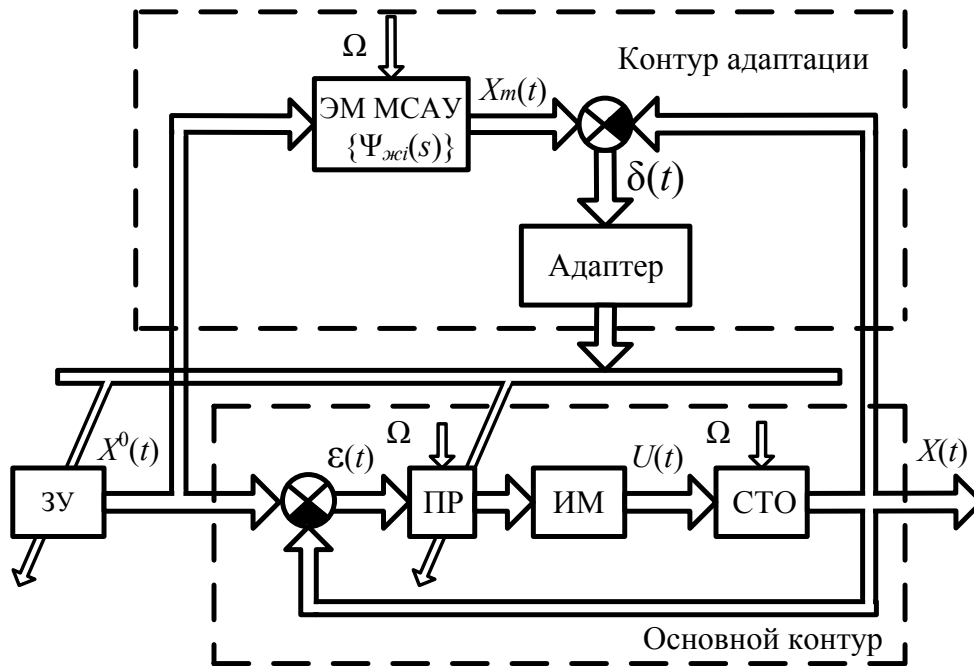 Ω
Контур адаптации
ЭМ МСАУ
{Ψжi(s)}
Xm(t)
δ(t)
Адаптер
X⁰(t)
ε(t)
Ω
U(t)
Ω
X(t)
ЗУ
ПР
ИМ
СТО
Основной контур